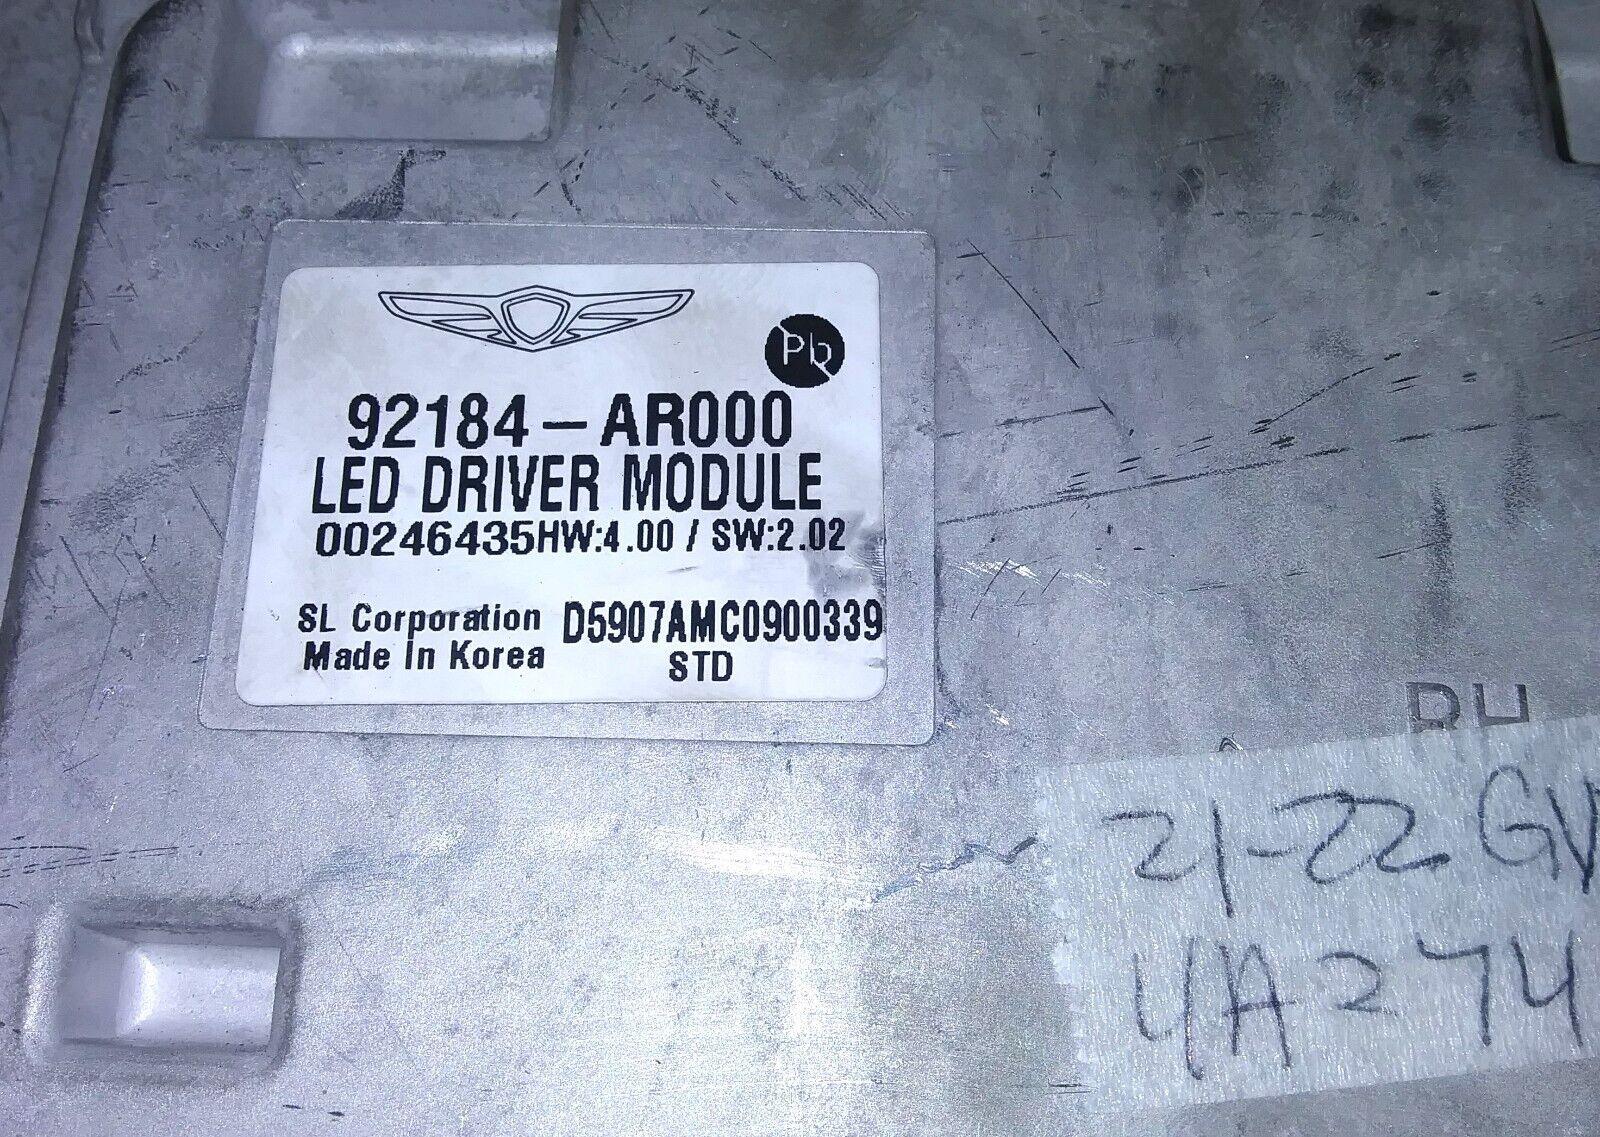 Pb
92184-AR000
LED DRIVER MODULE
00246435HW:4.00 / SW:2.02
SL Corporation D5907AMC0900339
Made In Korea STD
RH
21-22 GV
4A274